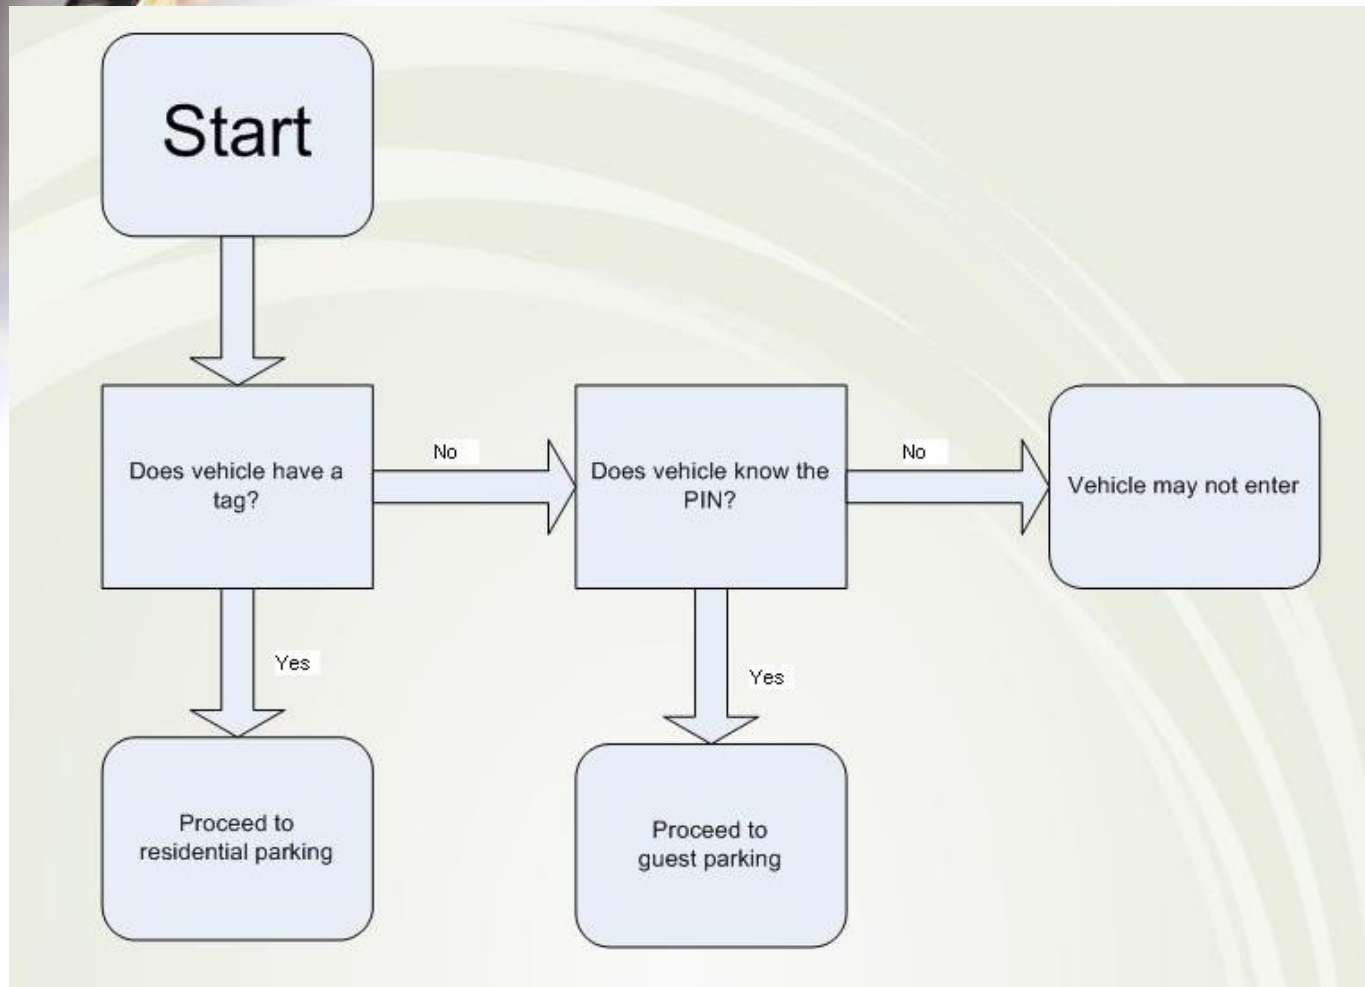 Start
Does vehicle have a
tag?
No
Does vehicle know the
PIN?
No
Vehicle may not enter
Yes
Yes
Proceed to
residential parking
Proceed to
guest parking